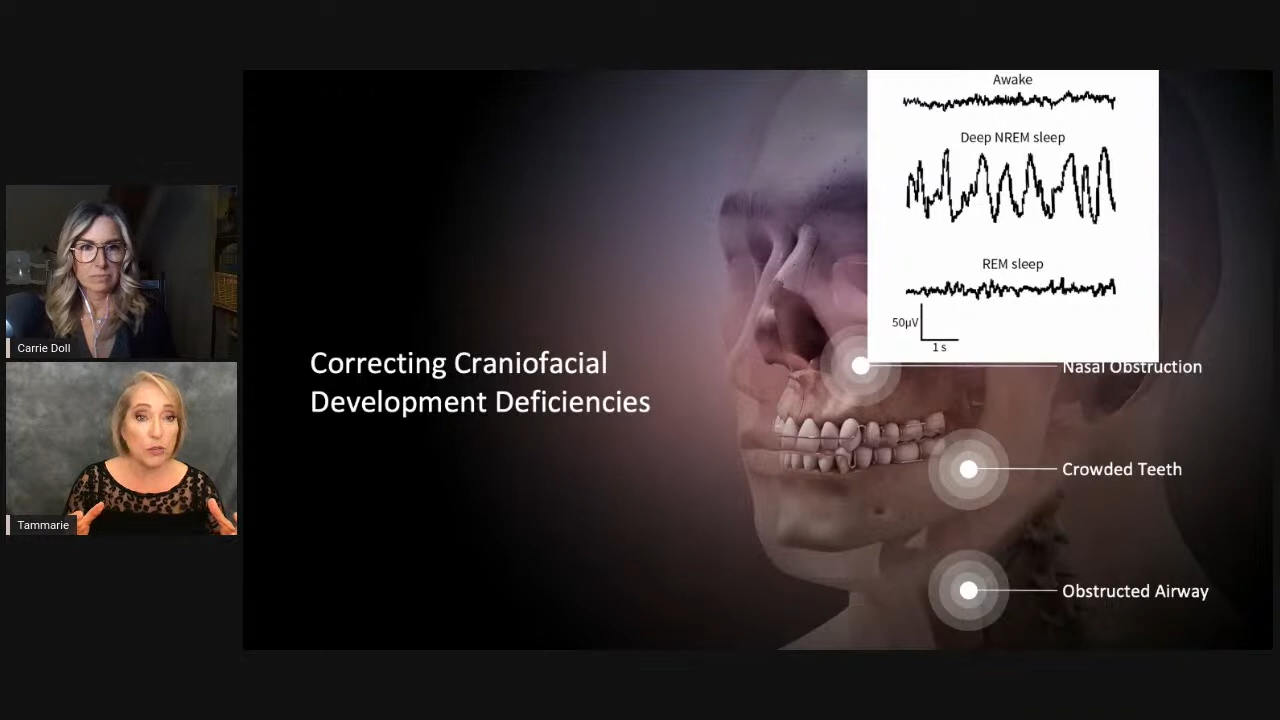 Carrie Doll
Tammarie
Correcting Craniofacial
Development Deficiencies
Awake
Deep NREM sleep
REM sleep
50µV
1 s
Nasal Obstruction
Crowded Teeth
Obstructed Airway